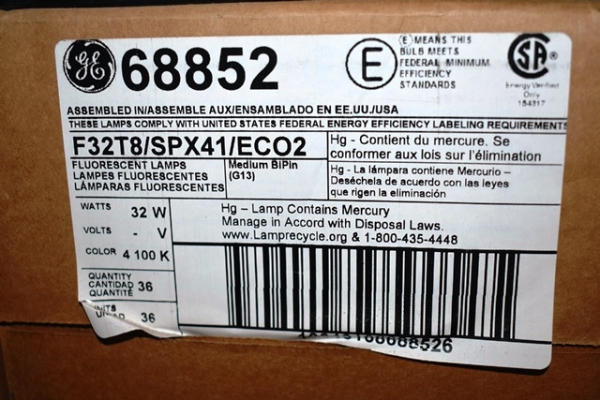 GE 68852
E
(E) MEANS THIS
BULB MEETS
FEDERAL MINIMUM
EFFICIENCY
STANDARDS
SA®
Energy Verified
Only
154317
ASSEMBLED IN/ASSEMBLE AUX/ENSAMBLADO EN EE.UU./USA
THESE LAMPS COMPLY WITH UNITED STATES FEDERAL ENERGY EFFICIENCY LABELING REQUIREMENTS
F32T8/SPX41/ECO2
FLUORESCENT LAMPS
LAMPES FLUORESCENTES
LÁMPARAS FLUORESCENTES
Medium BiPin
(G13)
Hg - Contient du mercure. Se
conformer aux lois sur l'élimination
Hg - La lámpara contiene Mercurio –
Deséchela de acuerdo con las leyes
que rigen la eliminación
WATTS 32 W
VOLTS - V
COLOR 4 100 K
QUANTITY
CANTIDAD 36
QUANTITÉ
36
Hg – Lamp Contains Mercury
Manage in Accord with Disposal Laws.
www.Lamprecycle.org & 1-800-435-4448